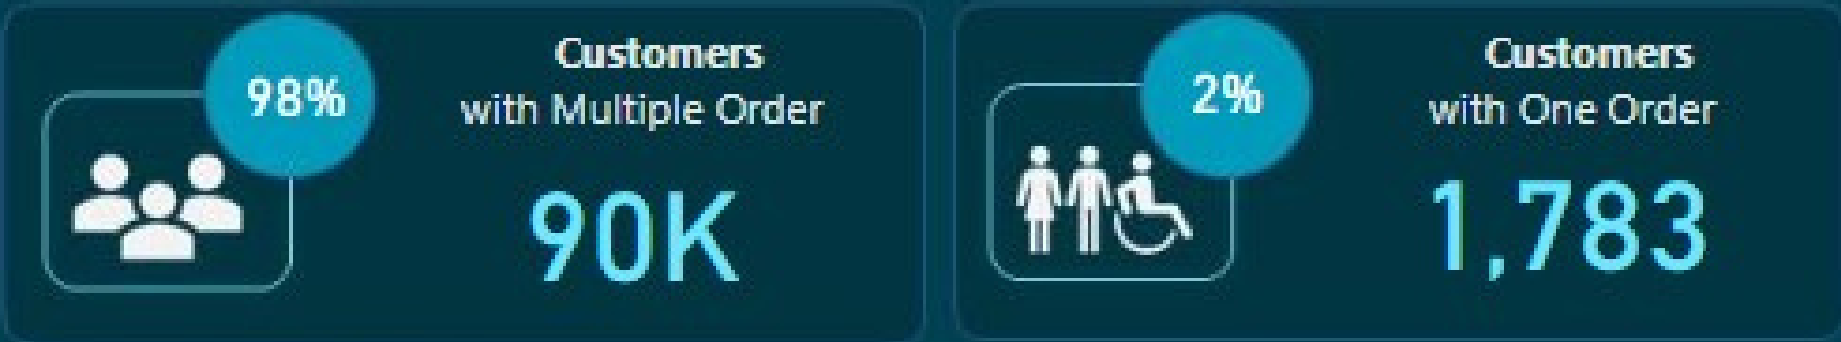 98%
Customers
with Multiple Order
90K
2%
Customers
with One Order
1,783